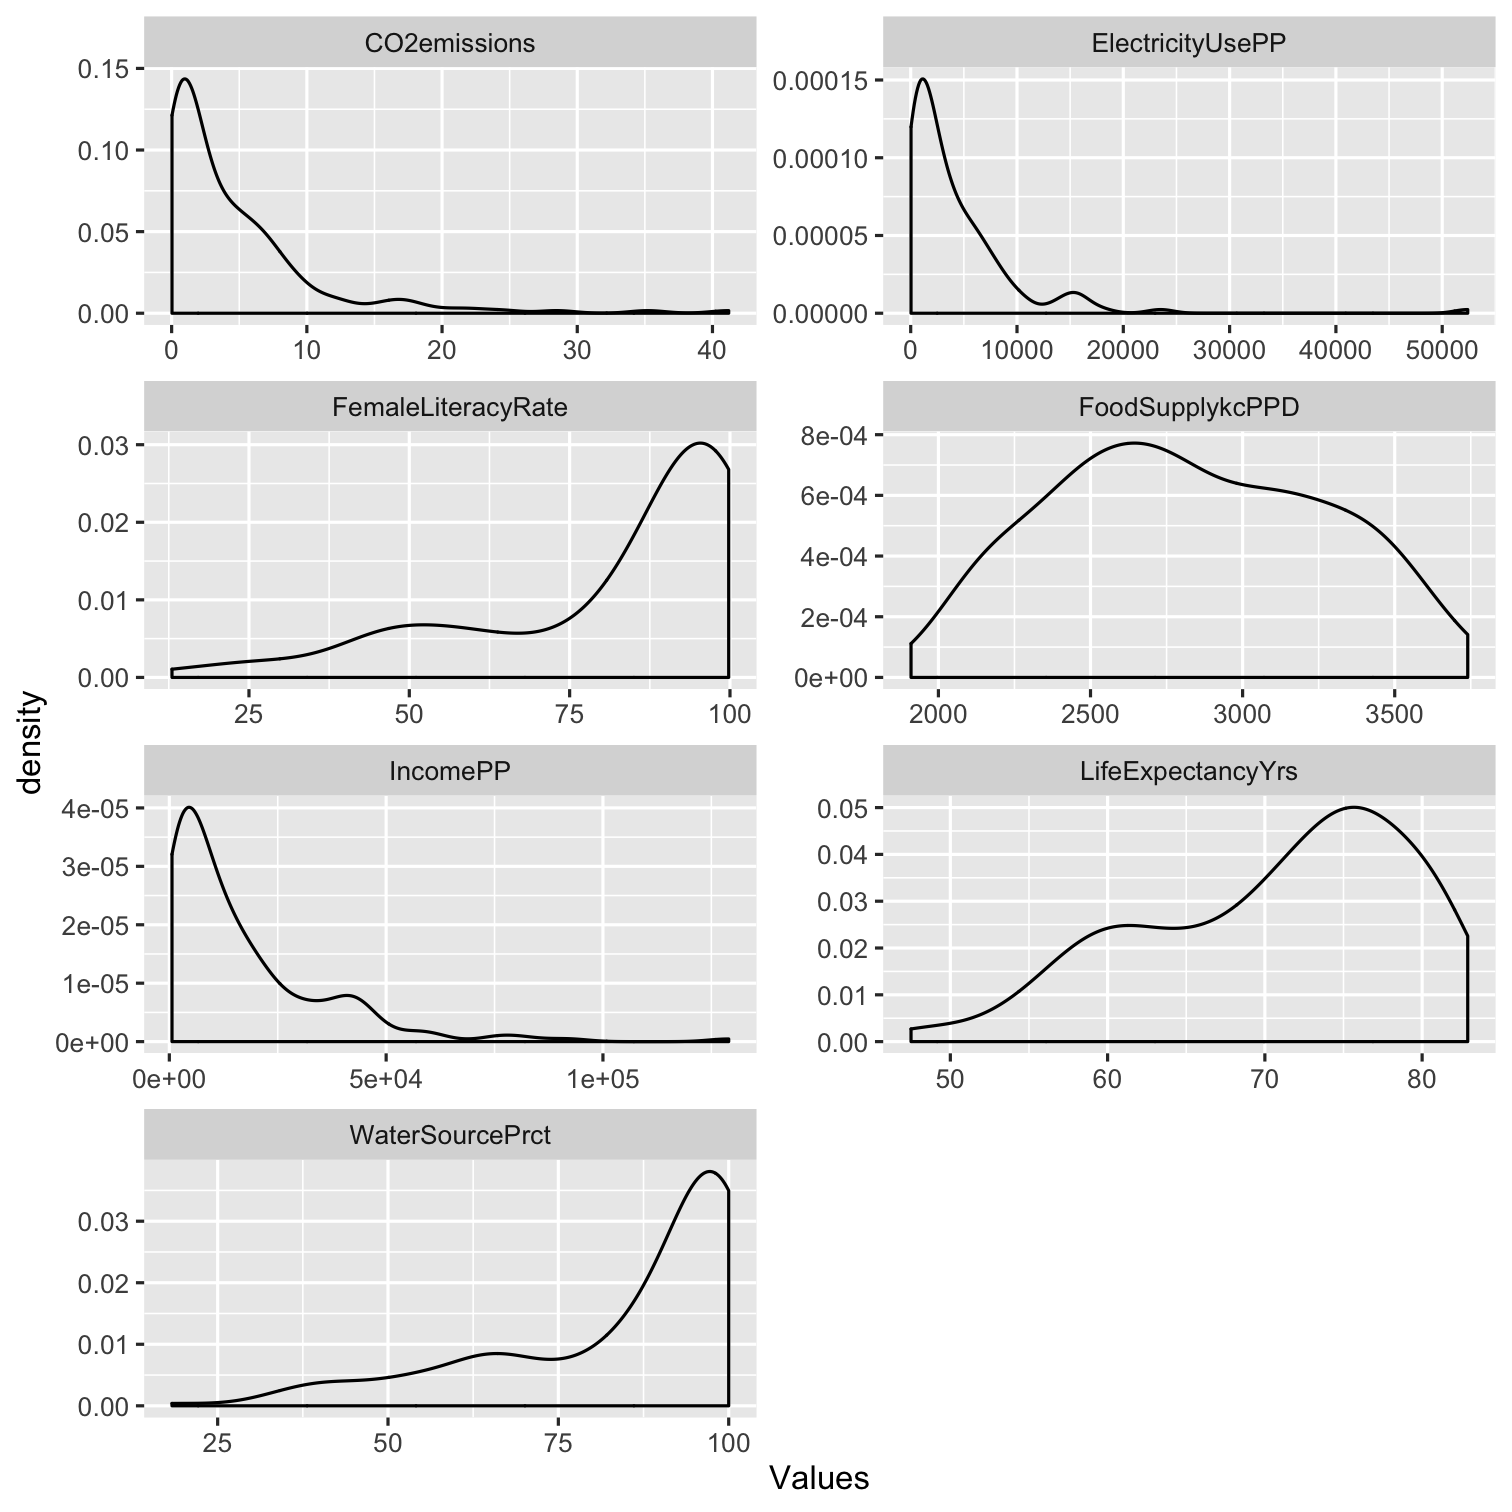 CO2emissions
0.15
0.10
0.05
0.00
0 10 20 30 40
ElectricityUsePP
0.00015
0.00010
0.00005
0.00000
0 10000 20000 30000 40000 50000
FemaleLiteracyRate
0.03
0.02
0.01
0.00
25 50 75 100
FoodSupplykcPPD
8e-04
6e-04
4e-04
2e-04
0e+00
2000 2500 3000 3500
density
IncomePP
4e-05
3e-05
2e-05
1e-05
0e+00
0e+00 5e+04 1e+05
LifeExpectancyYrs
0.05
0.04
0.03
0.02
0.01
0.00
50 60 70 80
WaterSourcePrct
0.03
0.02
0.01
0.00
25 50 75 100
Values